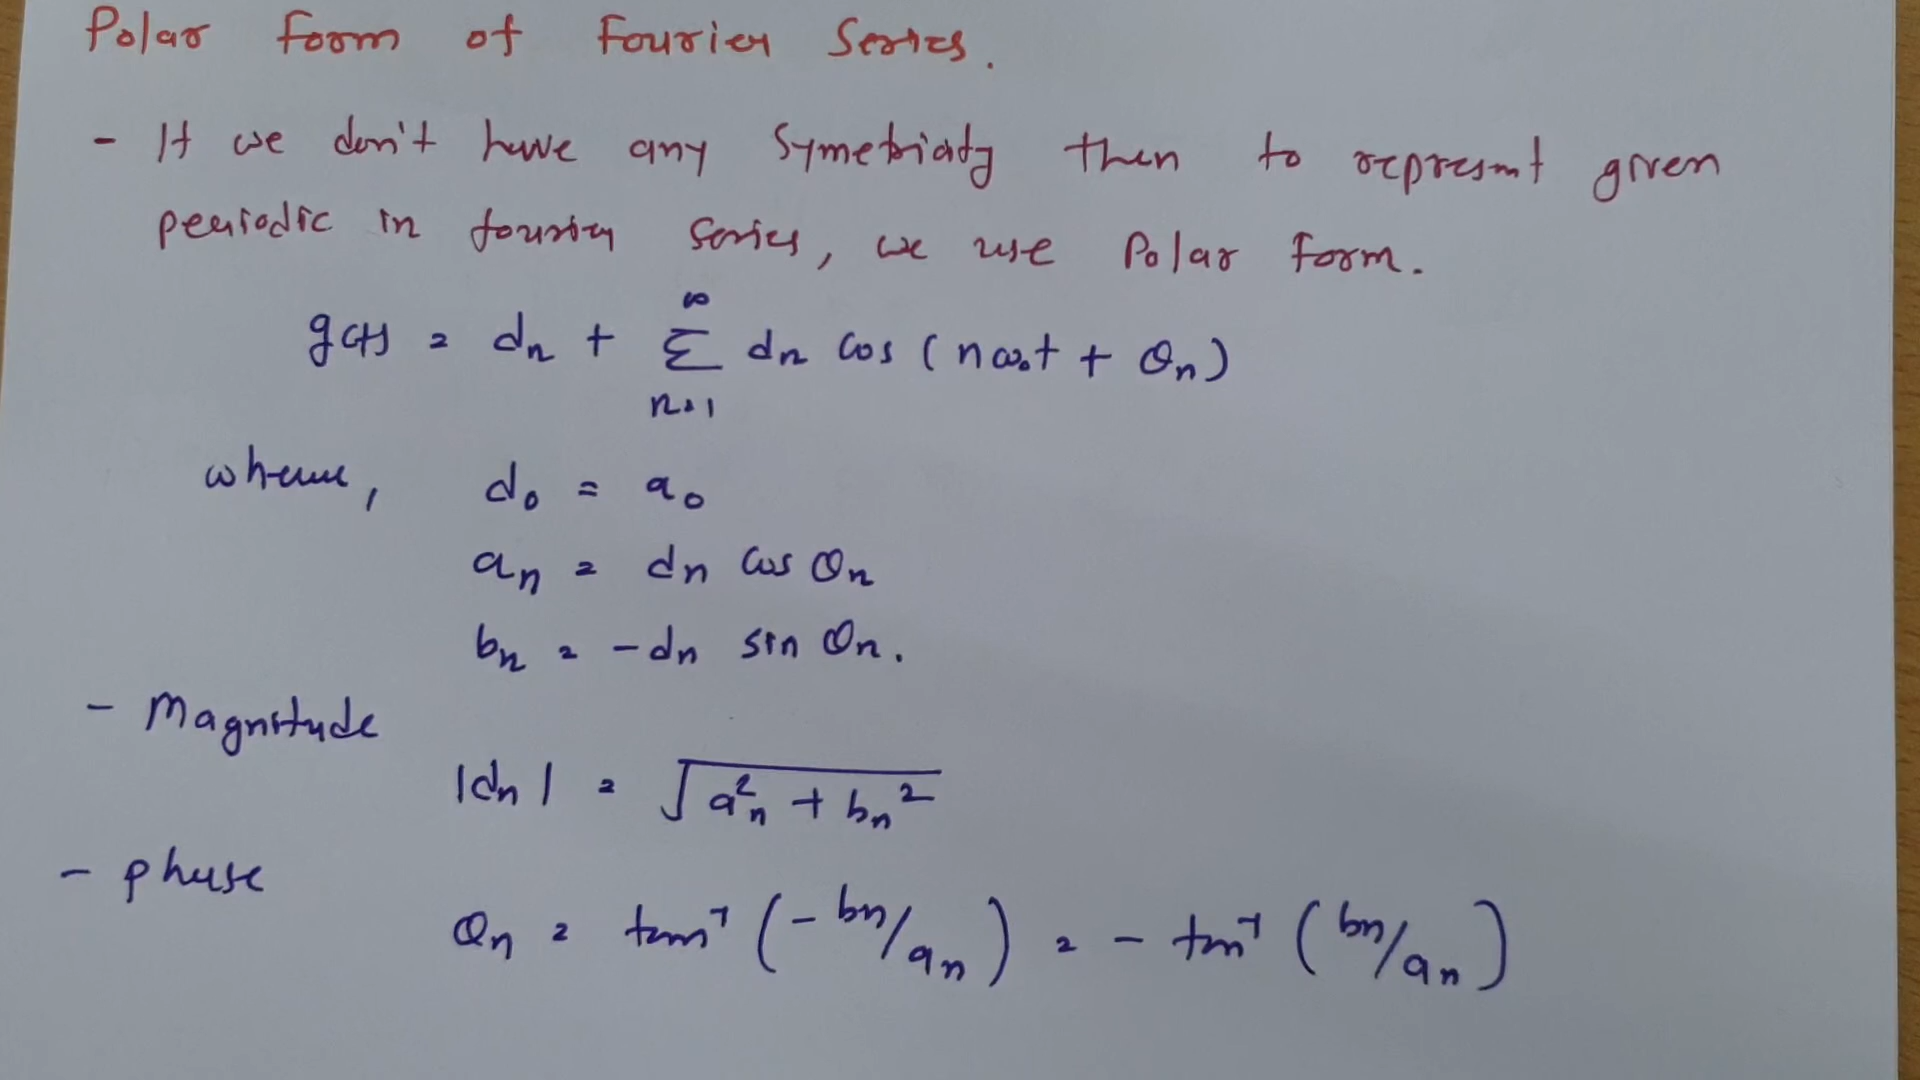 Polar Form of Fourier Series.
- If we don't have any Symetriaty then to represent given
periodic in fourier series, we use Polar Form.
g(t) = dn + ∞Σn=1 dn cos (nω₀t + θn)
where, d₀ = a₀
an = dn cos θn
bn = -dn sin θn.
- Magnitude
|dn| = √(an² + bn²)
- phase
θn = tan⁻¹ (-bn/an) = - tan⁻¹ (bn/an)